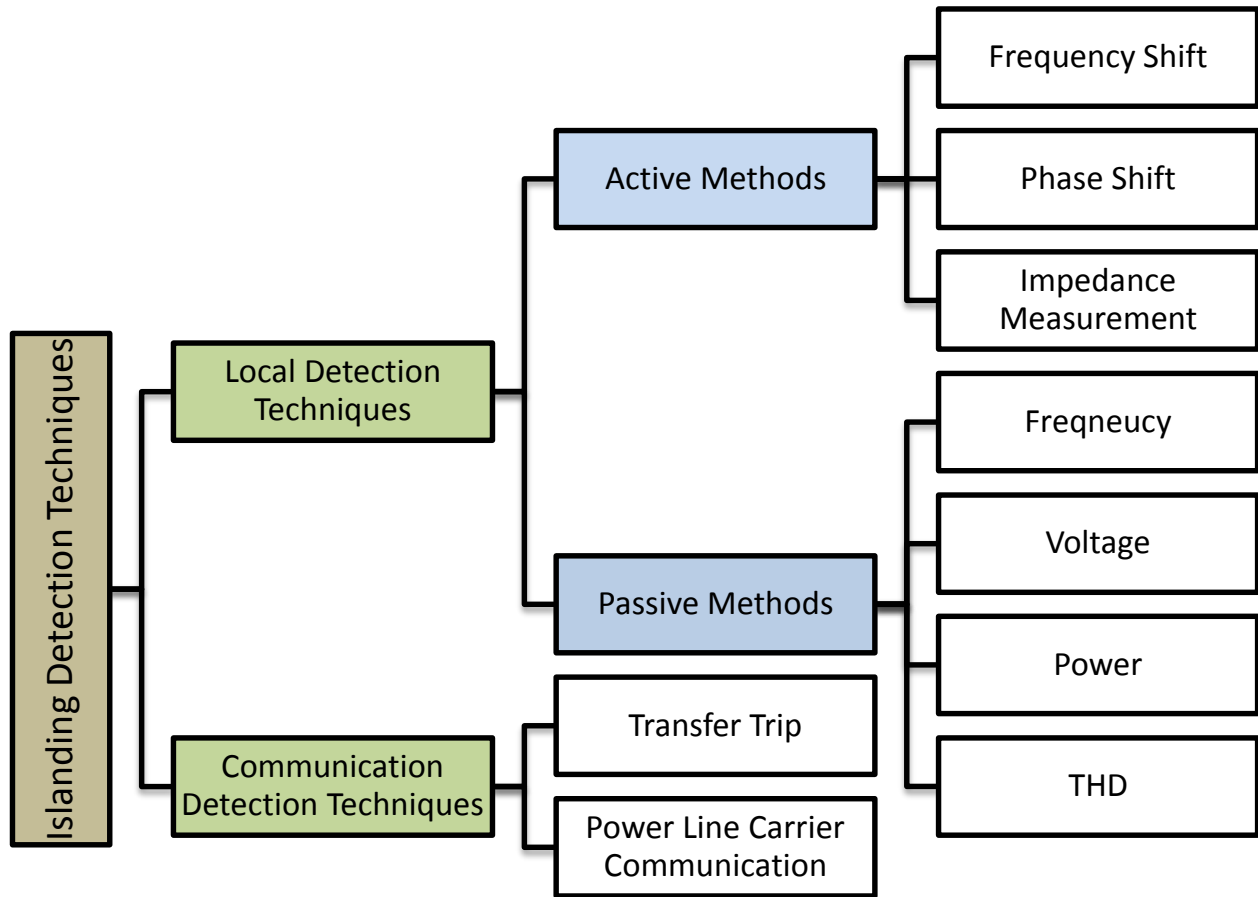 Islanding Detection Techniques
Local Detection
Techniques
Communication
Detection Techniques
Active Methods
Passive Methods
Transfer Trip
Power Line Carrier
Communication
Frequency Shift
Phase Shift
Impedance
Measurement
Freqneucy
Voltage
Power
THD